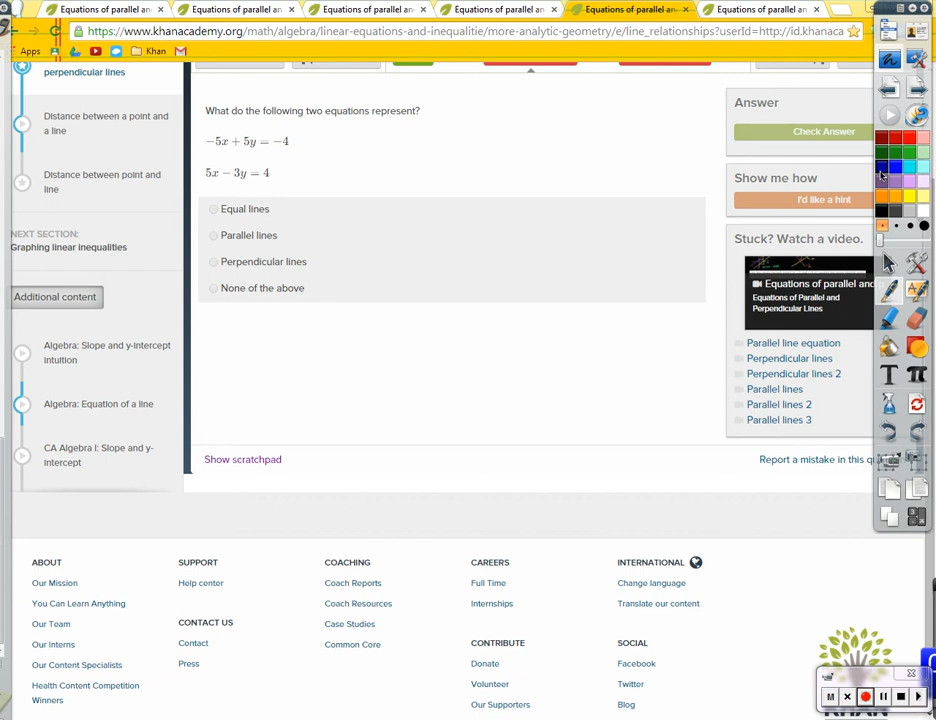 Equations of parallel an
Equations of parallel an
Equations of parallel an
Equations of parallel an
Equations of parallel an
Equations of parallel an
https://www.khanacademy.org/math/algebra/linear-equations-and-inequalitie/more-analytic-geometry/e/line_relationships?userId=http://id.khanaca
Apps
Khan
perpendicular lines
Distance between a point and
a line
Distance between point and
line
NEXT SECTION:
Graphing linear inequalities
Additional content
Algebra: Slope and y-intercept
intuition
Algebra: Equation of a line
CA Algebra I: Slope and y-
intercept
What do the following two equations represent?
−5x + 5y = −4
5x − 3y = 4
Equal lines
Parallel lines
Perpendicular lines
None of the above
Show scratchpad
Answer
Check Answer
Show me how
I'd like a hint
Stuck? Watch a video.
Equations of parallel and p
Equations of Parallel and
Perpendicular Lines
Parallel line equation
Perpendicular lines
Perpendicular lines 2
Parallel lines
Parallel lines 2
Parallel lines 3
Report a mistake in this qu
T
π
ABOUT
Our Mission
You Can Learn Anything
Our Team
Our Interns
Our Content Specialists
Health Content Competition
Winners
SUPPORT
Help center
CONTACT US
Contact
Press
COACHING
Coach Reports
Coach Resources
Case Studies
Common Core
CAREERS
Full Time
Internships
CONTRIBUTE
Donate
Volunteer
Our Supporters
INTERNATIONAL
Change language
Translate our content
SOCIAL
Facebook
Twitter
Blog
M